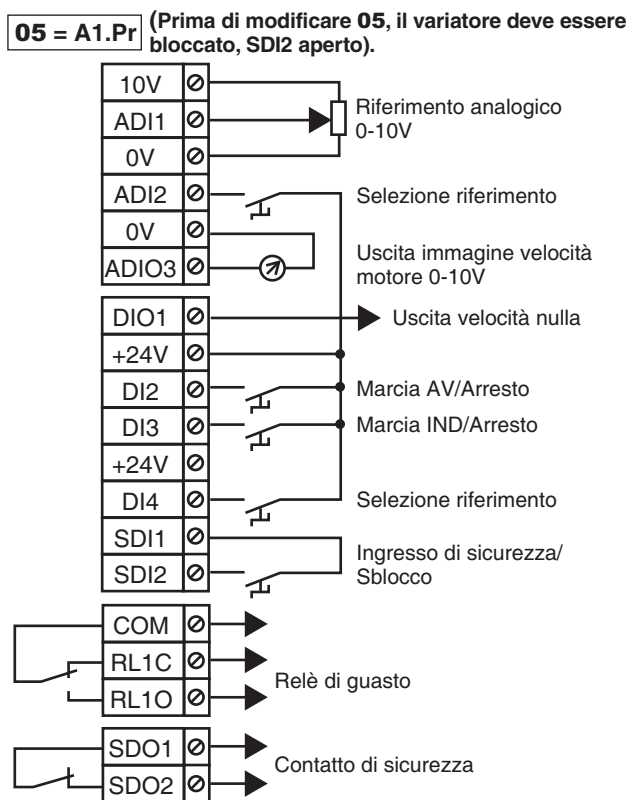 05 = A1.Pr (Prima di modificare 05, il variatore deve essere
bloccato, SDI2 aperto).
10V
ADI1
Riferimento analogico
0-10V
0V
ADI2
Selezione riferimento
0V
ADIO3
Uscita immagine velocità
motore 0-10V
DIO1
Uscita velocità nulla
+24V
DI2
Marcia AV/Arresto
DI3
Marcia IND/Arresto
+24V
DI4
Selezione riferimento
SDI1
SDI2
Ingresso di sicurezza/
Sblocco
COM
RL1C
RL1O
Relè di guasto
SDO1
SDO2
Contatto di sicurezza